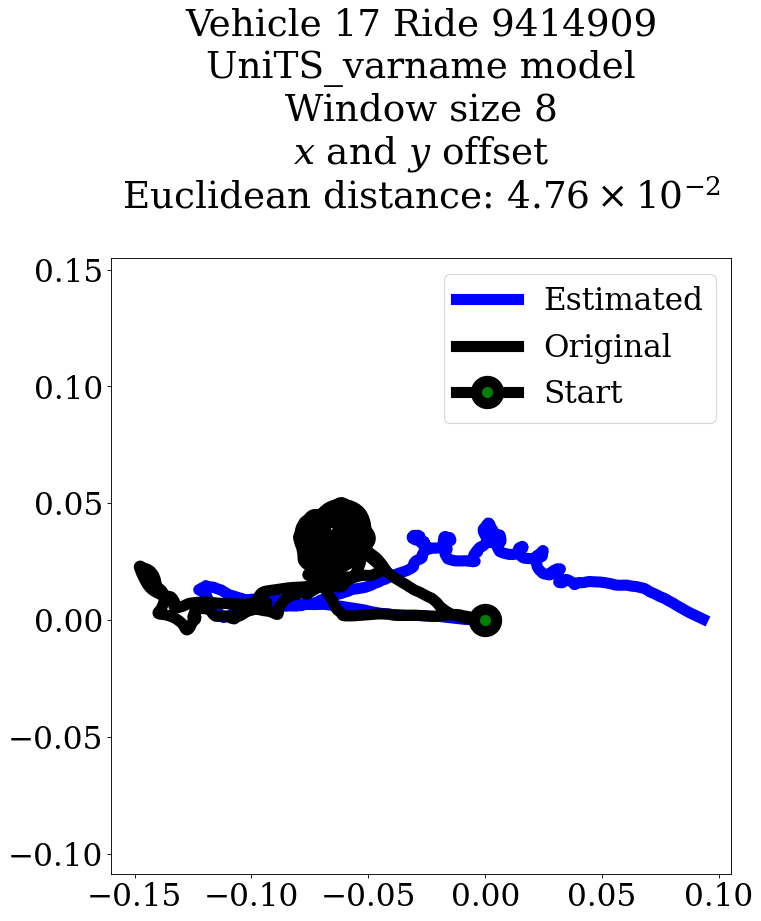 Vehicle 17 Ride 9414909
UniTS_varname model
Window size 8
x and y offset
Euclidean distance: 4.76 × 10⁻²
Estimated
Original
Start
0.15
0.10
0.05
0.00
−0.05
−0.10
−0.15 −0.10 −0.05 0.00 0.05 0.10